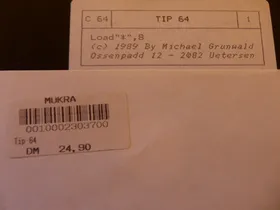 C 64 TIP 64 1
Load"*",8
(c) 1989 By Michael Grunwald
Ossenpadd 12 - 2082 Uetersen
MUKRA
0010002303700
Tip 64
DM 24,90